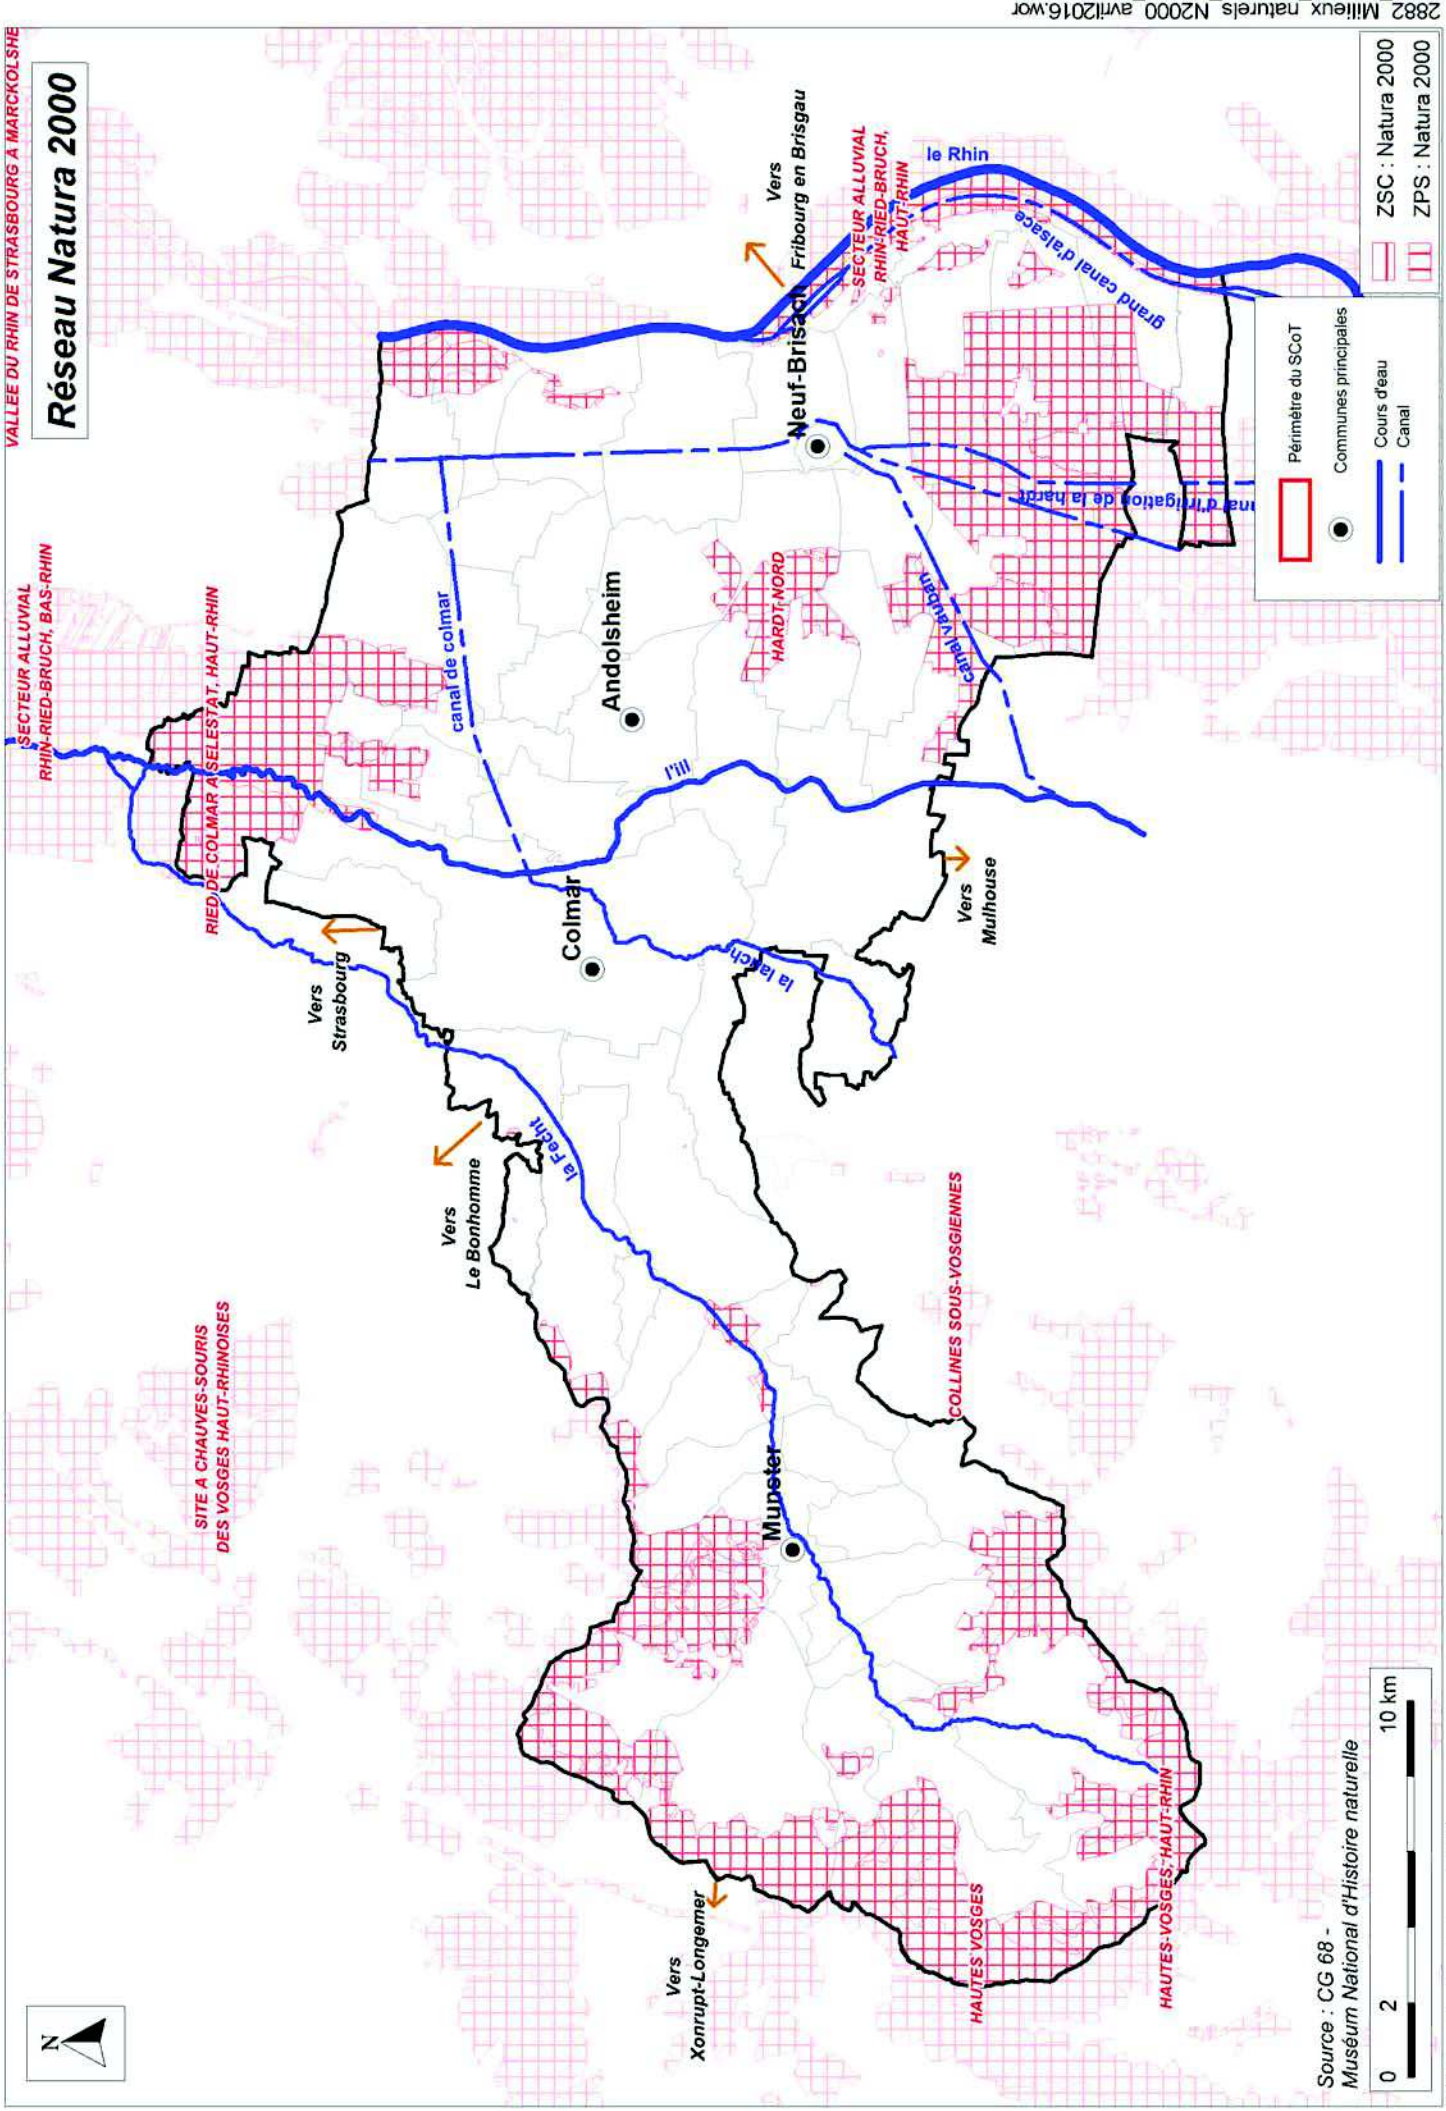 Réseau Natura 2000
VALLEE DU RHIN DE STRASBOURG A MARCKOLSHE
N
SECTEUR ALLUVIAL
RHIN-RIED-BRUCH, BAS-RHIN
RIED DE COLMAR A SELESTAT, HAUT-RHIN
SITE A CHAUVES-SOURIS
DES VOSGES HAUT-RHINOISES
Vers
Strasbourg
Vers
Le Bonhomme
la Fecht
canal de colmar
Colmar
Andolsheim
l'ill
Vers
Fribourg en Brisgau
Neuf-Brisach
SECTEUR ALLUVIAL
RHIN-RIED-BRUCH,
HAUT-RHIN
le Rhin
grand canal d'alsace
HARDT NORD
canal vauban
nal d'irrigation de la hardt
la lauch
Vers
Mulhouse
Munster
COLLINES SOUS-VOSGIENNES
Vers
Xonrupt-Longemer
HAUTES VOSGES
HAUTES-VOSGES, HAUT-RHIN
Source : CG 68 -
Muséum National d'Histoire naturelle
0 2 10 km
Périmètre du SCoT
Communes principales
Cours d'eau
Canal
ZSC : Natura 2000
ZPS : Natura 2000
2882_Milieux_naturels_N2000_avril2016.wor